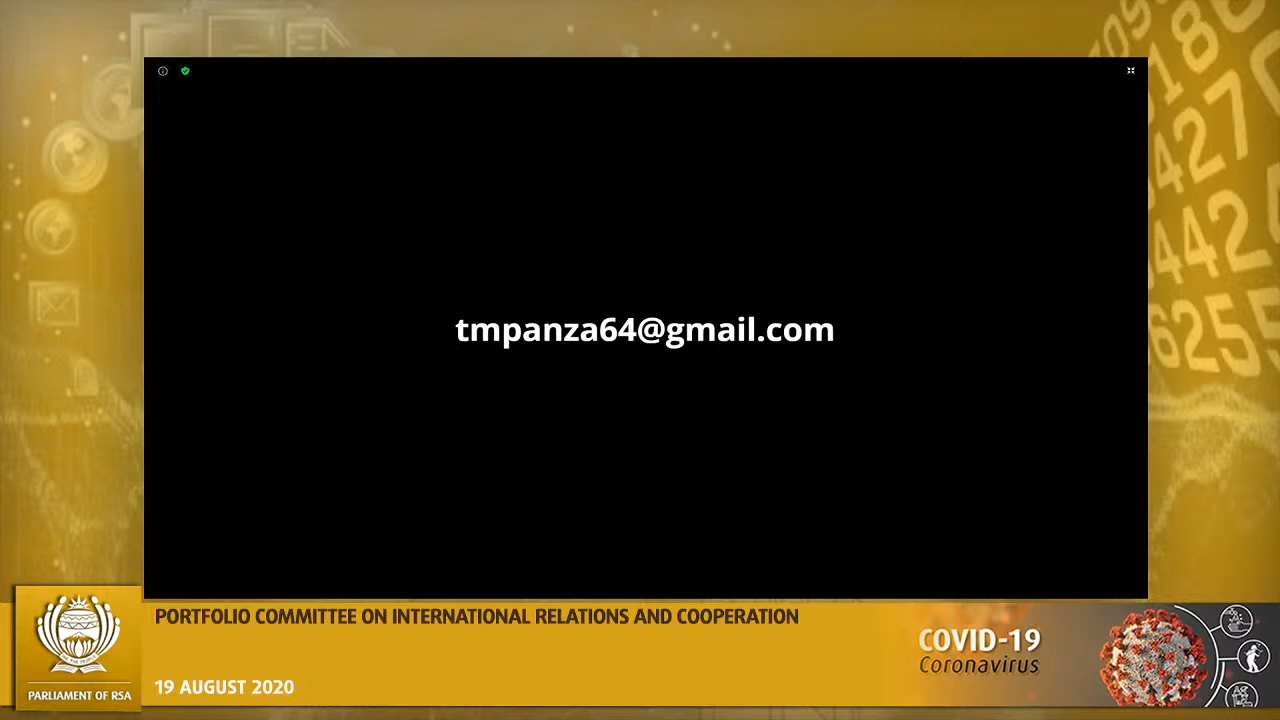 tmpanza64@gmail.com
PORTFOLIO COMMITTEE ON INTERNATIONAL RELATIONS AND COOPERATION
COVID-19
Coronavirus
19 AUGUST 2020
PARLIAMENT OF RSA